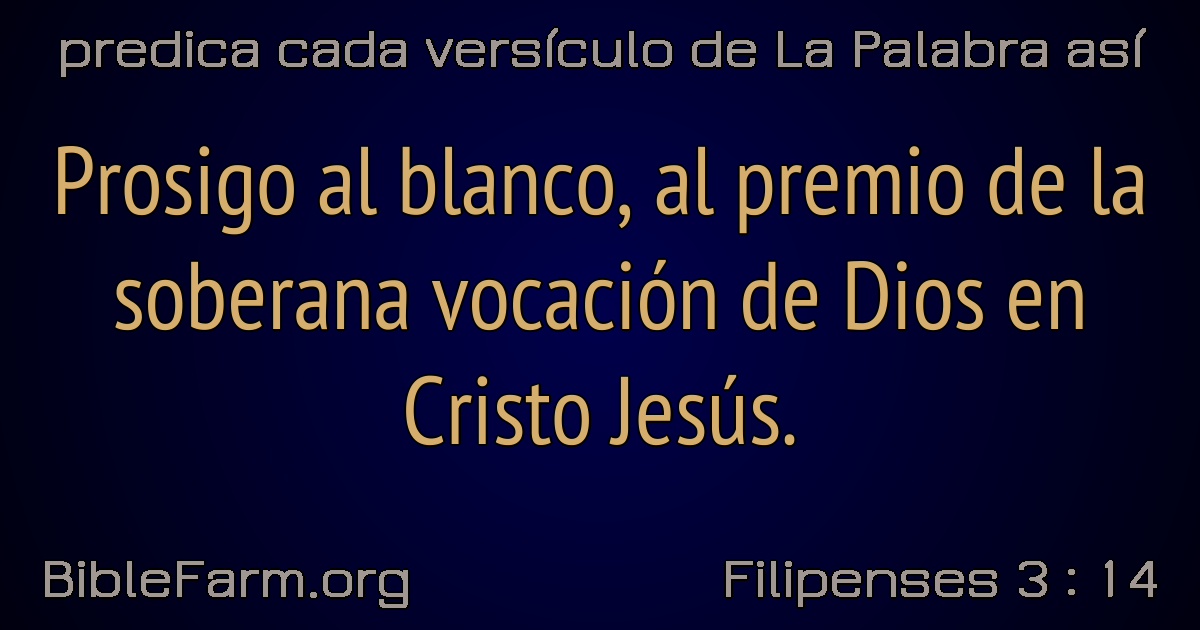 predica cada versículo de La Palabra así
Prosigo al blanco, al premio de la
soberana vocación de Dios en
Cristo Jesús.
BibleFarm.org
Filipenses 3 : 14